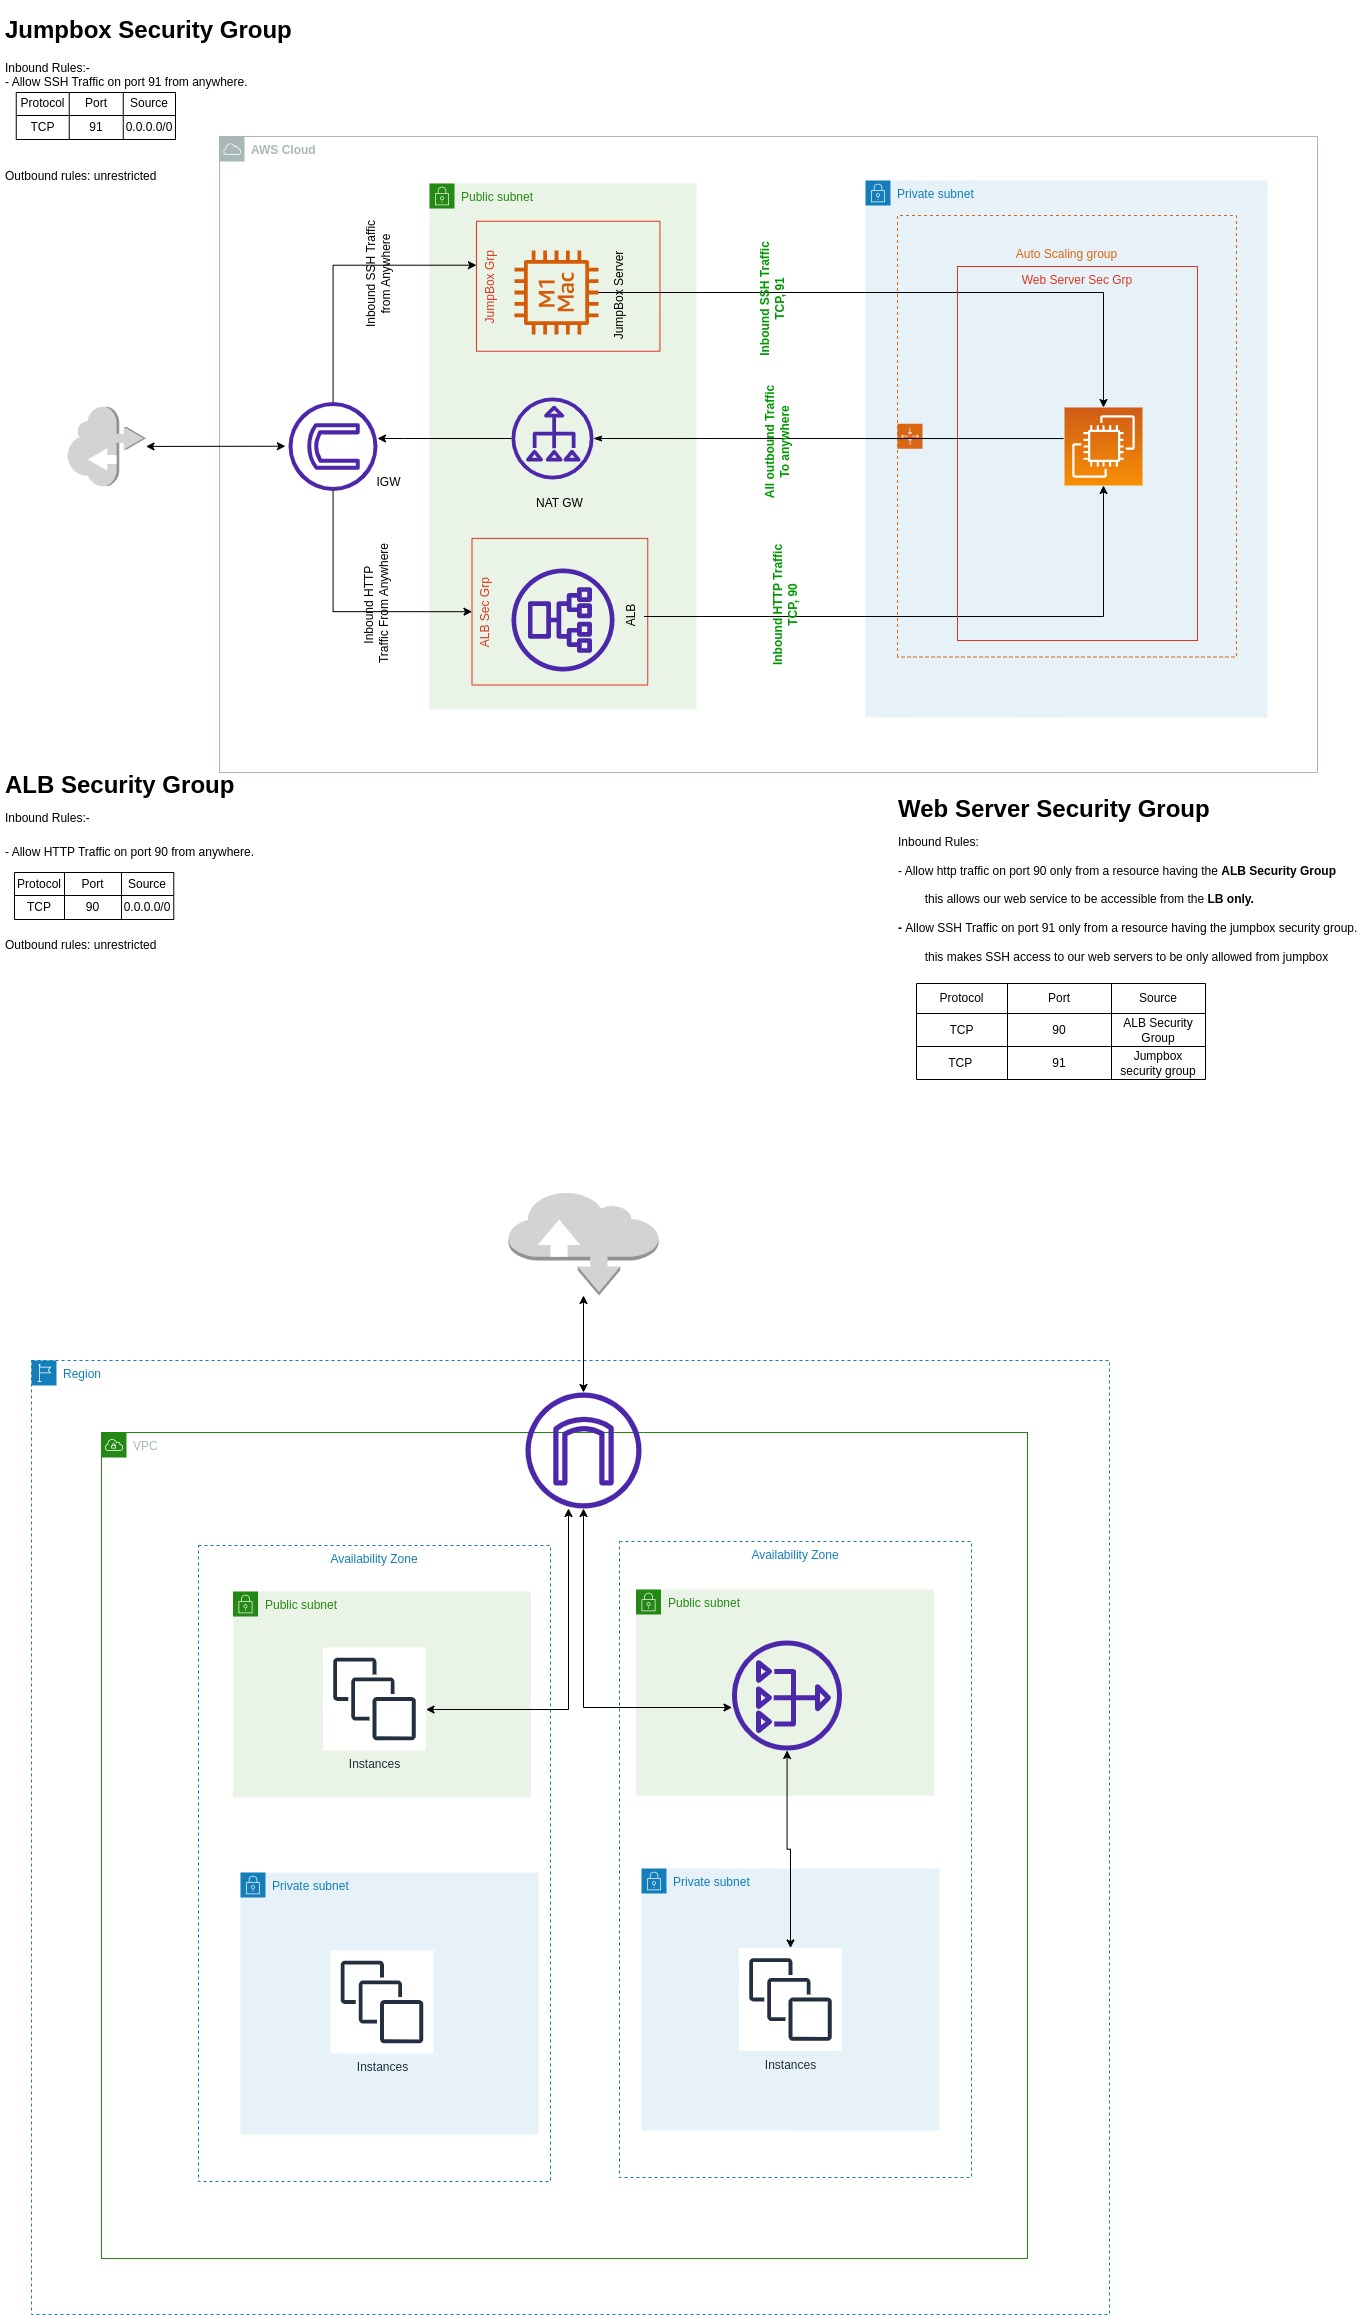 Jumpbox Security Group
Inbound Rules:-
- Allow SSH Traffic on port 91 from anywhere.
Protocol Port Source
TCP 91 0.0.0.0/0
Outbound rules: unrestricted
AWS Cloud
Public subnet
Private subnet
Inbound SSH Traffic
from Anywhere
JumpBox Grp
M1
Mac
JumpBox Server
Inbound SSH Traffic
TCP, 91
Auto Scaling group
Web Server Sec Grp
IGW
NAT GW
All outbound Traffic
To anywhere
Inbound HTTP
Traffic From Anywhere
ALB Sec Grp
ALB
Inbound HTTP Traffic
TCP, 90
ALB Security Group
Inbound Rules:-
- Allow HTTP Traffic on port 90 from anywhere.
Protocol Port Source
TCP 90 0.0.0.0/0
Outbound rules: unrestricted
Web Server Security Group
Inbound Rules:
- Allow http traffic on port 90 only from a resource having the ALB Security Group
this allows our web service to be accessible from the LB only.
- Allow SSH Traffic on port 91 only from a resource having the jumpbox security group.
this makes SSH access to our web servers to be only allowed from jumpbox
Protocol Port Source
TCP 90 ALB Security
Group
TCP 91 Jumpbox
security group
Region
VPC
Availability Zone
Public subnet
Instances
Private subnet
Instances
Availability Zone
Public subnet
Private subnet
Instances